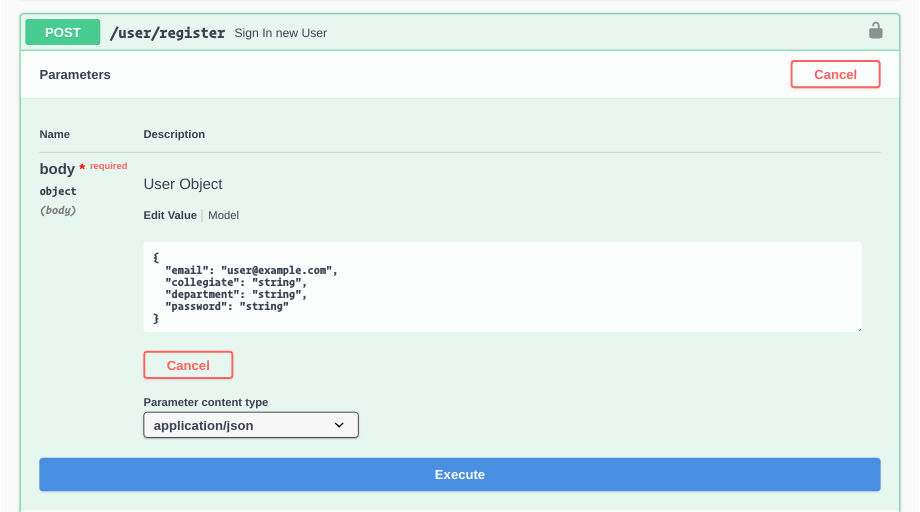 POST /user/register Sign In new User
Parameters Cancel
Name Description
body * required
object
(body)
User Object
Edit Value Model
{
  "email": "user@example.com",
  "collegiate": "string",
  "department": "string",
  "password": "string"
}
Cancel
Parameter content type
application/json
Execute